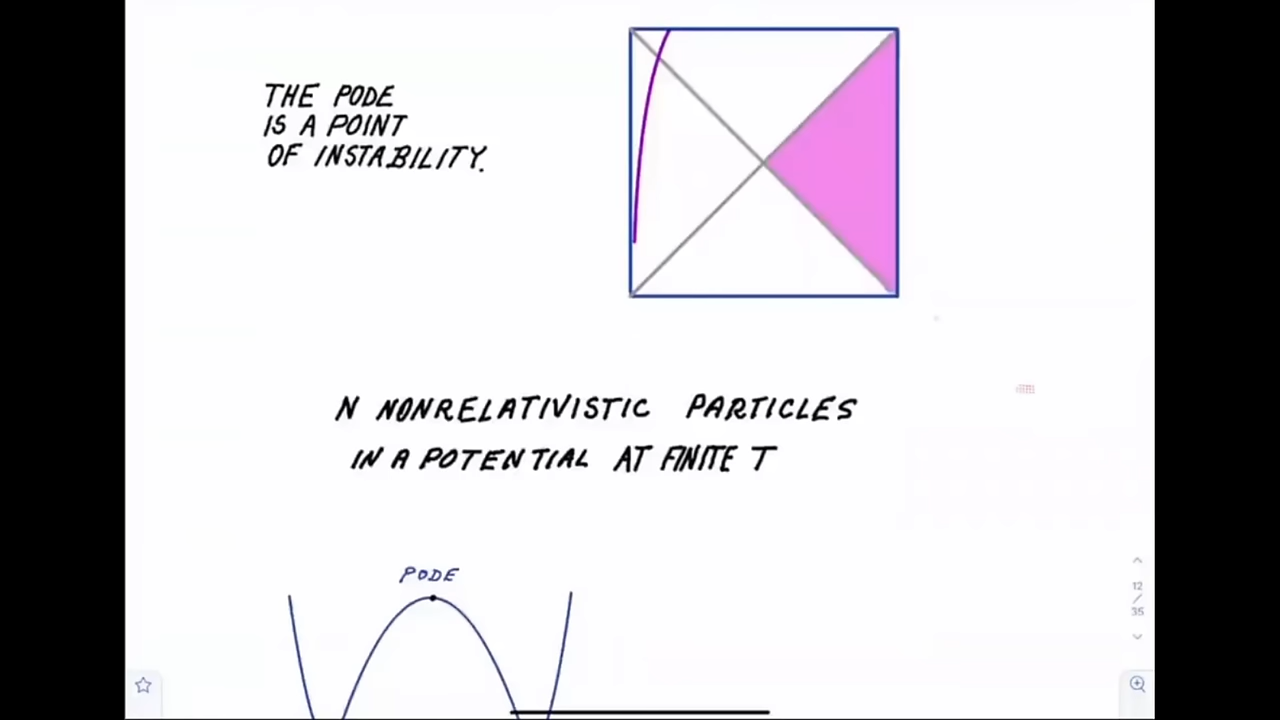 THE PODE
IS A POINT
OF INSTABILITY.
N NONRELATIVISTIC PARTICLES
IN A POTENTIAL AT FINITE T
PODE
12
/
35